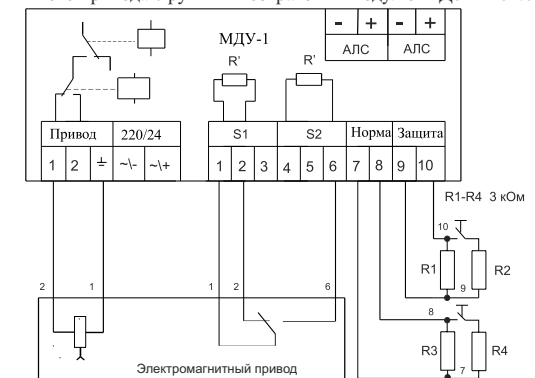 - + - +
АЛС АЛС
МДУ-1
R' R'
Привод 220/24 S1 S2 Норма Защита
1 2 ~\- ~\+ 1 2 3 4 5 6 7 8 9 10
R1-R4 3 кОм
10
R1 R2
2 1 1 2 6 9
8
R3 R4
7
Электромагнитный привод